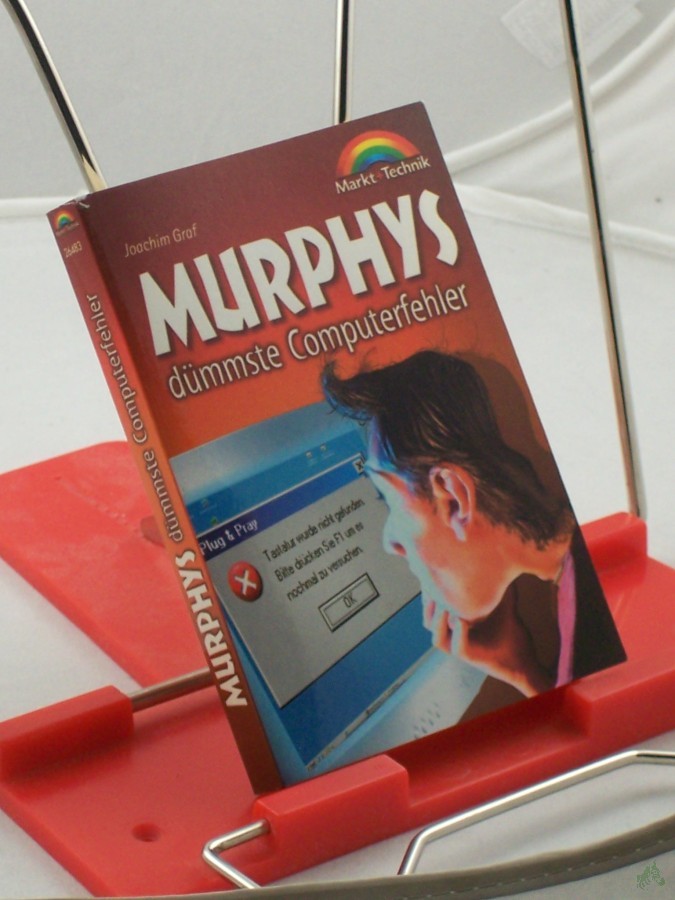 Markt+Technik
Joachim Graf
MURPHYS
dümmste Computerfehler
Plug & Pray
Tastatur wurde nicht gefunden.
Bitte drücken Sie F1 um es
nochmal zu versuchen.
OK
26483
MURPHYS dümmste Computerfehler